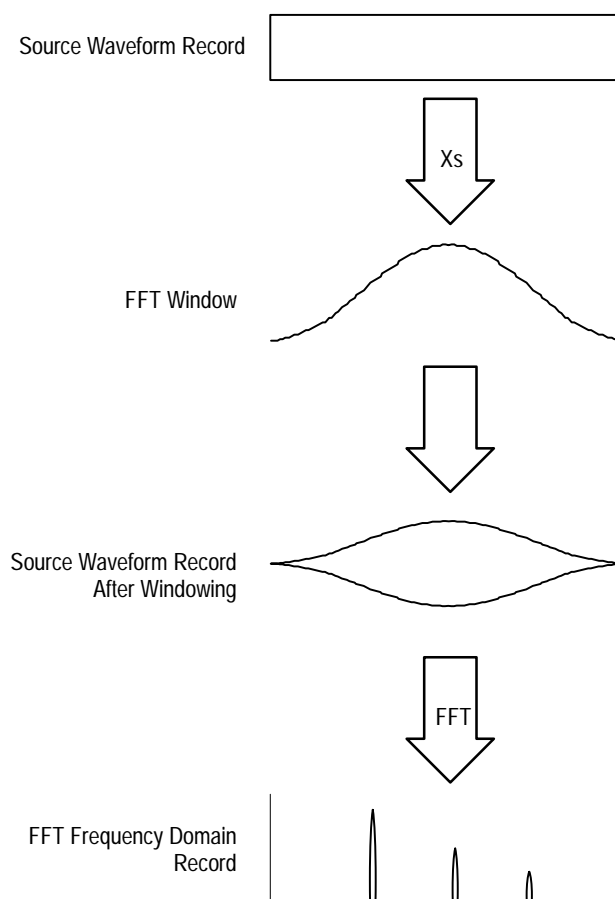 Source Waveform Record
Xs
FFT Window
Source Waveform Record
After Windowing
FFT
FFT Frequency Domain
Record